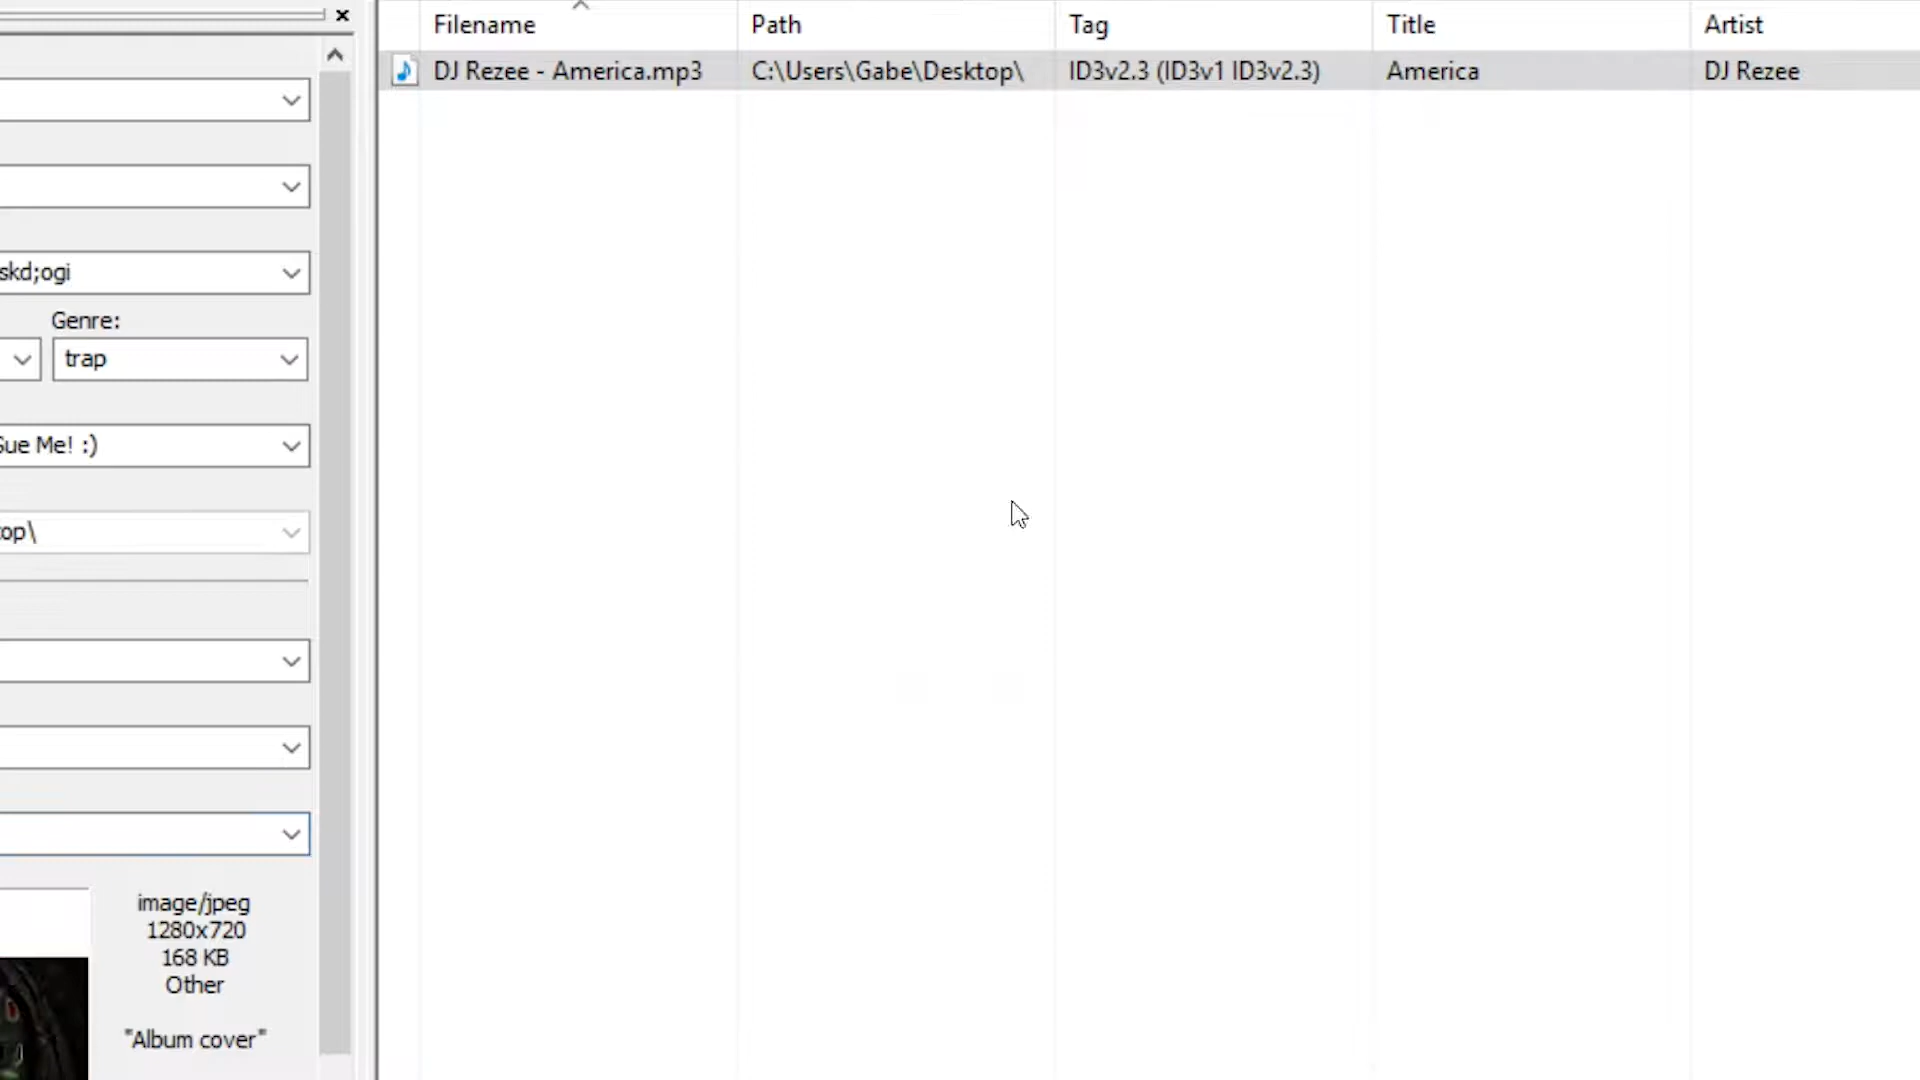 Filename Path Tag Title Artist
DJ Rezee - America.mp3 C:\Users\Gabe\Desktop\ ID3v2.3 (ID3v1 ID3v2.3) America DJ Rezee
skd;ogi
Genre:
trap
Sue Me! :)
top\
image/jpeg
1280x720
168 KB
Other
"Album cover"